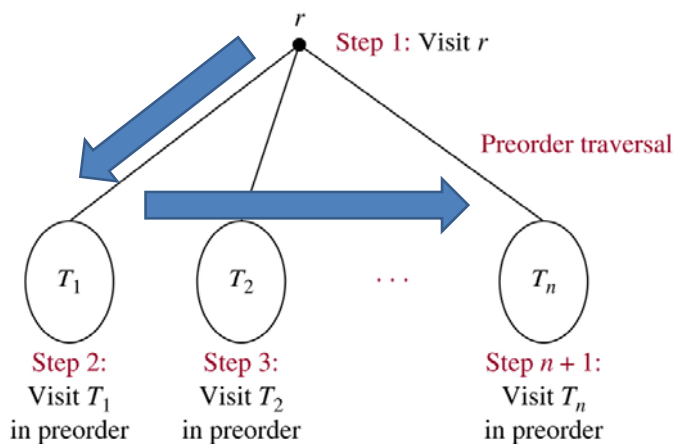 r
Step 1: Visit r
Preorder traversal
T1
T2
· · ·
Tn
Step 2:
Visit T1
in preorder
Step 3:
Visit T2
in preorder
Step n + 1:
Visit Tn
in preorder